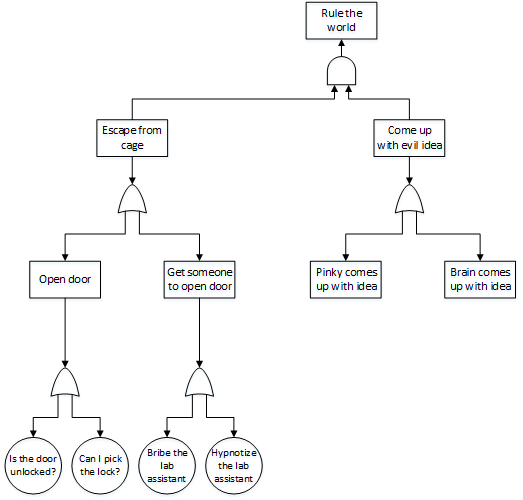 Rule the
world
Escape from
cage
Come up
with evil idea
Open door
Get someone
to open door
Pinky comes
up with idea
Brain comes
up with idea
Is the door
unlocked?
Can I pick
the lock?
Bribe the
lab
assistant
Hypnotize
the lab
assistant